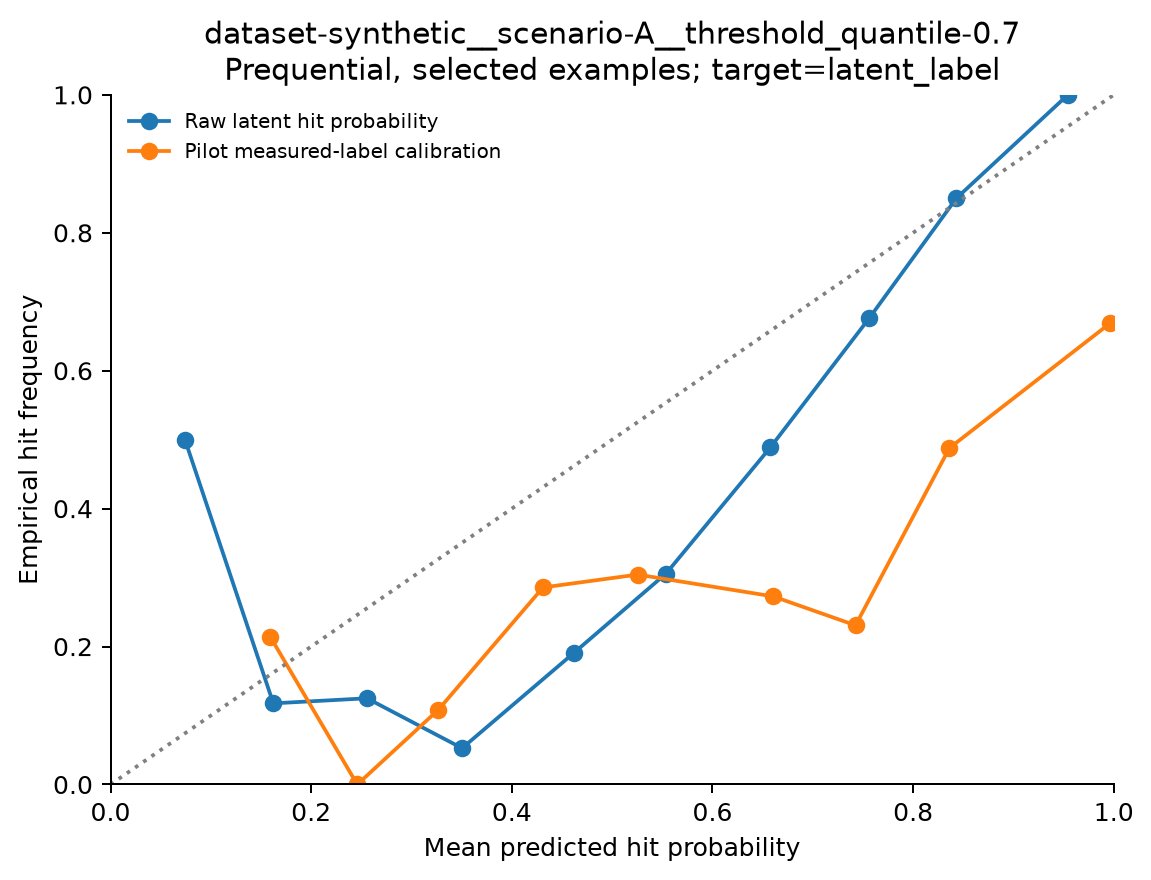 dataset-synthetic__scenario-A__threshold_quantile-0.7
Prequential, selected examples; target=latent_label
Raw latent hit probability
Pilot measured-label calibration
Empirical hit frequency
1.0
0.8
0.6
0.4
0.2
0.0
0.0 0.2 0.4 0.6 0.8 1.0
Mean predicted hit probability